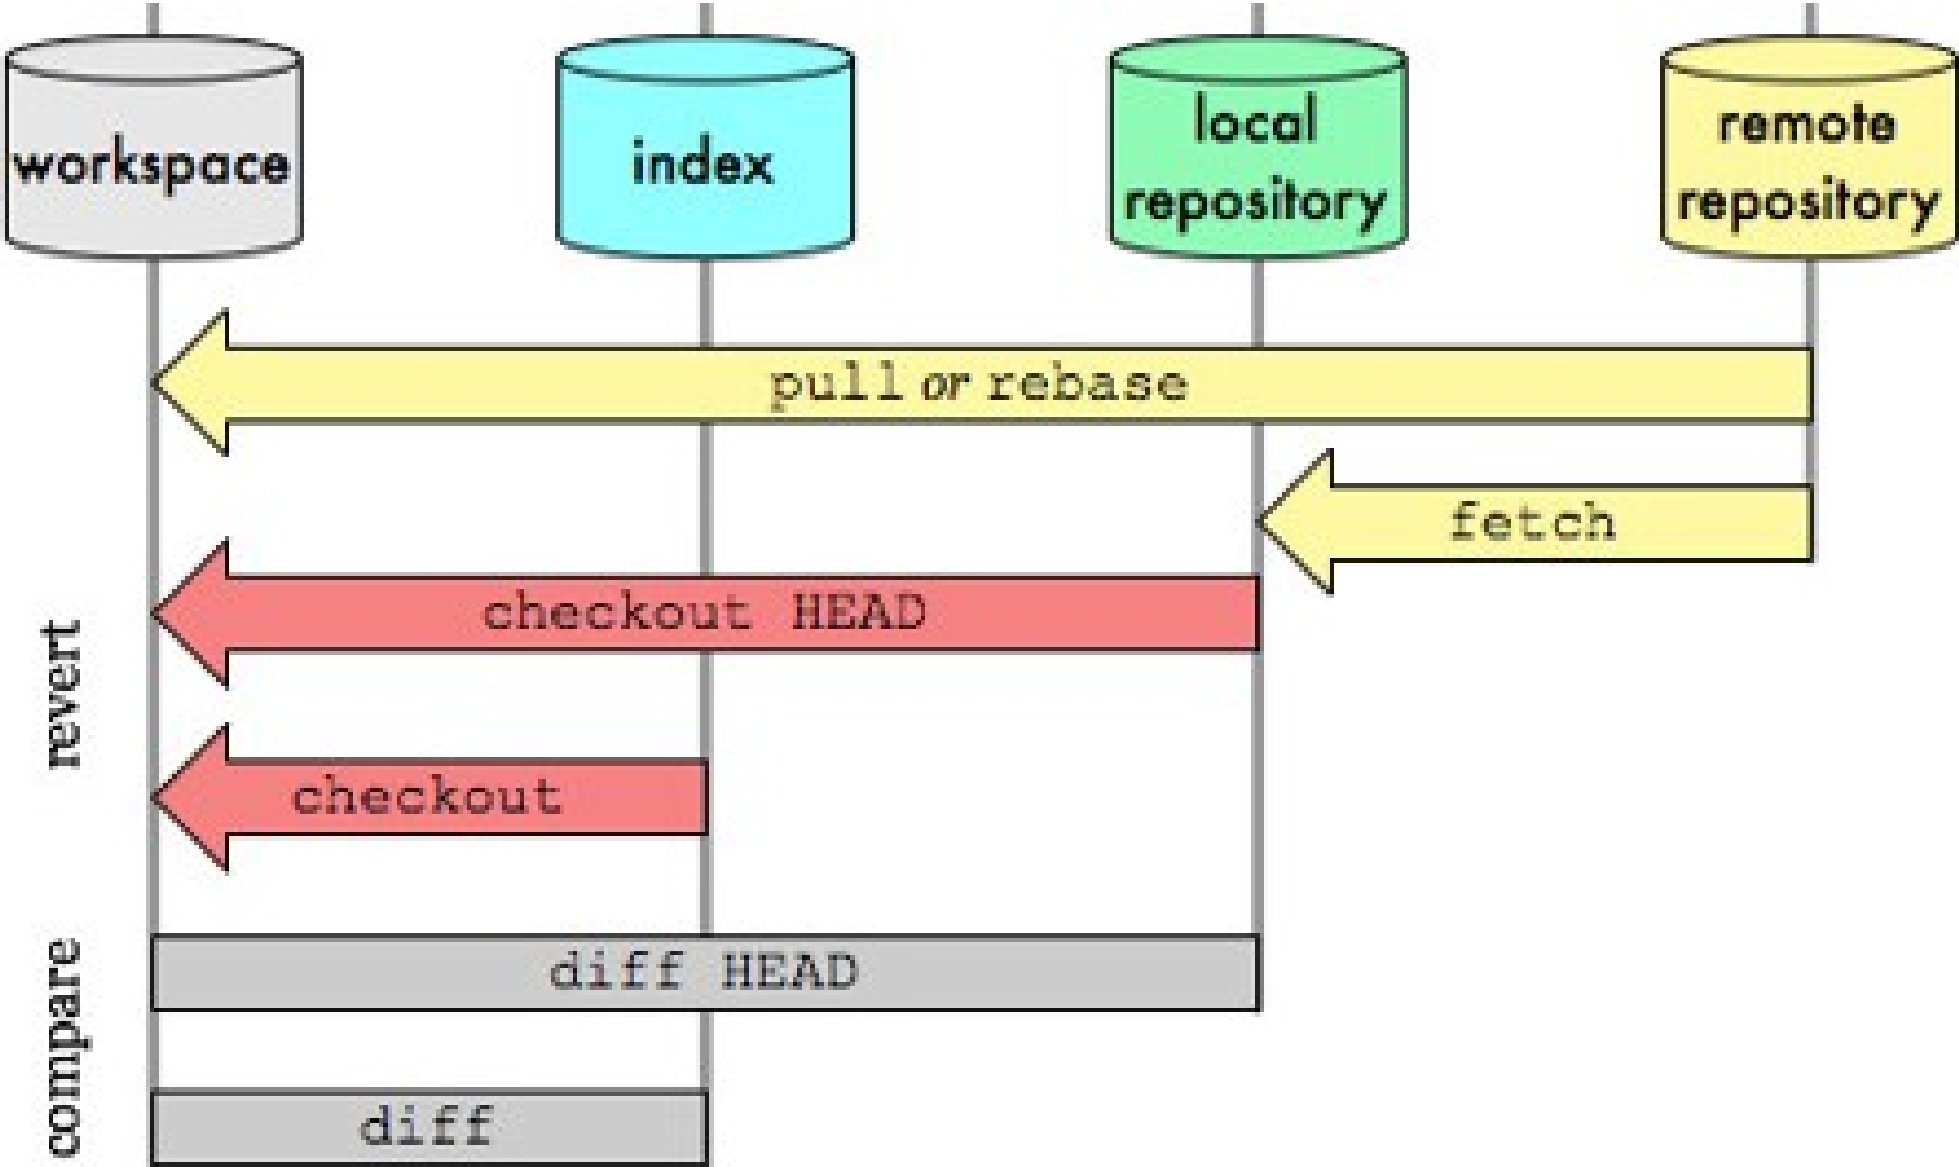 workspace
index
local
repository
remote
repository
pull or rebase
fetch
revert
checkout HEAD
checkout
compare
diff HEAD
diff